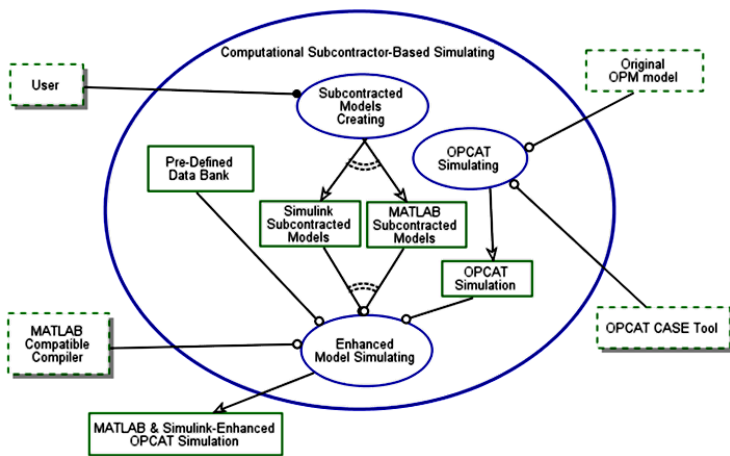 Computational Subcontractor-Based Simulating
User
Subcontracted
Models
Creating
Original
OPM model
Pre-Defined
Data Bank
OPCAT
Simulating
Simulink
Subcontracted
Models
MATLAB
Subcontracted
Models
OPCAT
Simulation
MATLAB
Compatible
Compiler
Enhanced
Model Simulating
OPCAT CASE Tool
MATLAB & Simulink-Enhanced
OPCAT Simulation